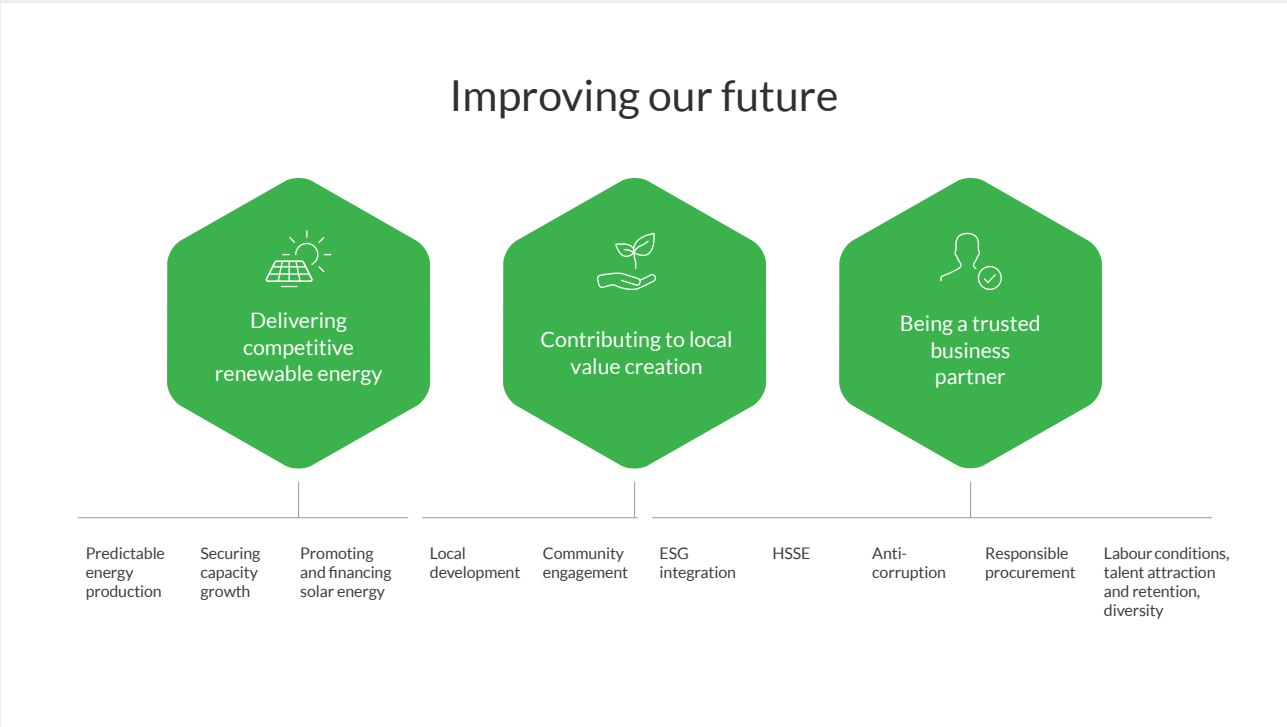 Improving our future
Delivering
competitive
renewable energy
Contributing to local
value creation
Being a trusted
business
partner
Predictable
energy
production
Securing
capacity
growth
Promoting
and financing
solar energy
Local
development
Community
engagement
ESG
integration
HSSE
Anti-
corruption
Responsible
procurement
Labour conditions,
talent attraction
and retention,
diversity